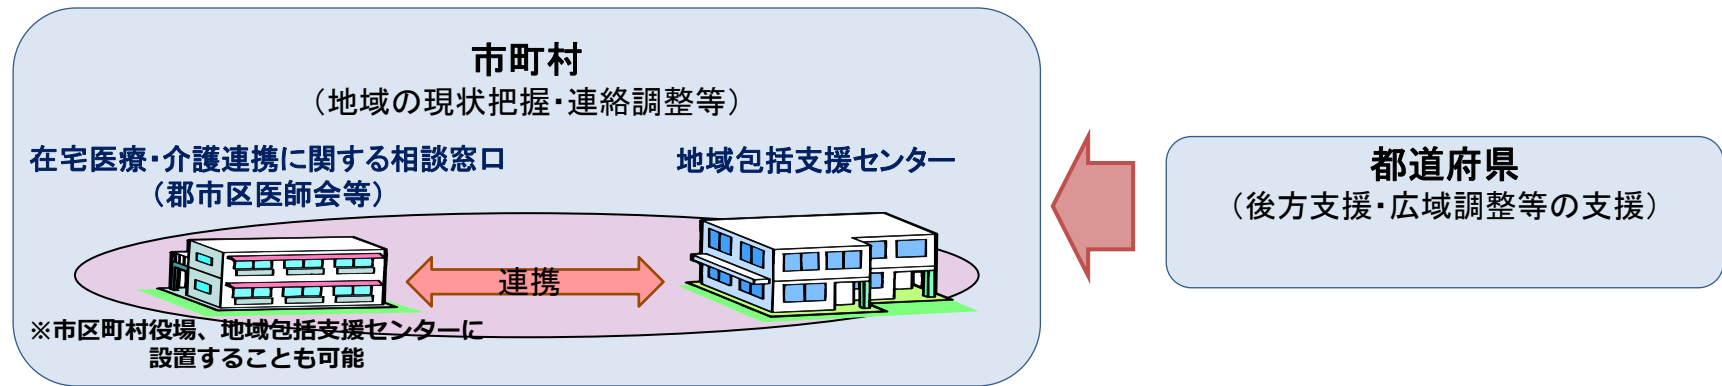 市町村
（地域の現状把握・連絡調整等）
在宅医療・介護連携に関する相談窓口
（郡市区医師会等）
地域包括支援センター
連携
※市区町村役場、地域包括支援センターに
設置することも可能
都道府県
（後方支援・広域調整等の支援）